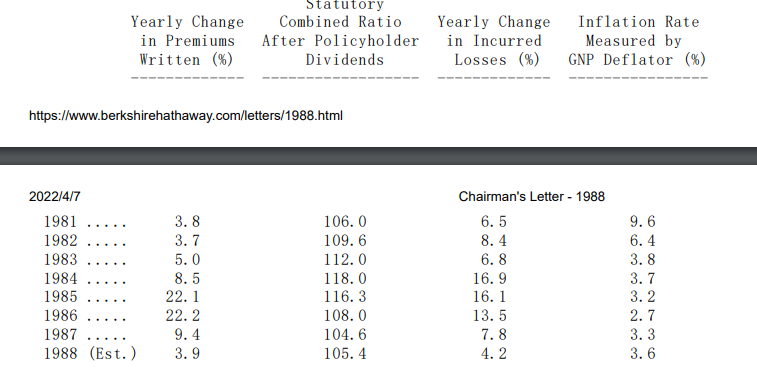 Statutory
Yearly Change Combined Ratio Yearly Change Inflation Rate
in Premiums After Policyholder in Incurred Measured by
Written (%) Dividends Losses (%) GNP Deflator (%)
------------- ------------------ ------------- ----------------
https://www.berkshirehathaway.com/letters/1988.html
2022/4/7 Chairman's Letter - 1988
1981 ..... 3.8 106.0 6.5 9.6
1982 ..... 3.7 109.6 8.4 6.4
1983 ..... 5.0 112.0 6.8 3.8
1984 ..... 8.5 118.0 16.9 3.7
1985 ..... 22.1 116.3 16.1 3.2
1986 ..... 22.2 108.0 13.5 2.7
1987 ..... 9.4 104.6 7.8 3.3
1988 (Est.) 3.9 105.4 4.2 3.6